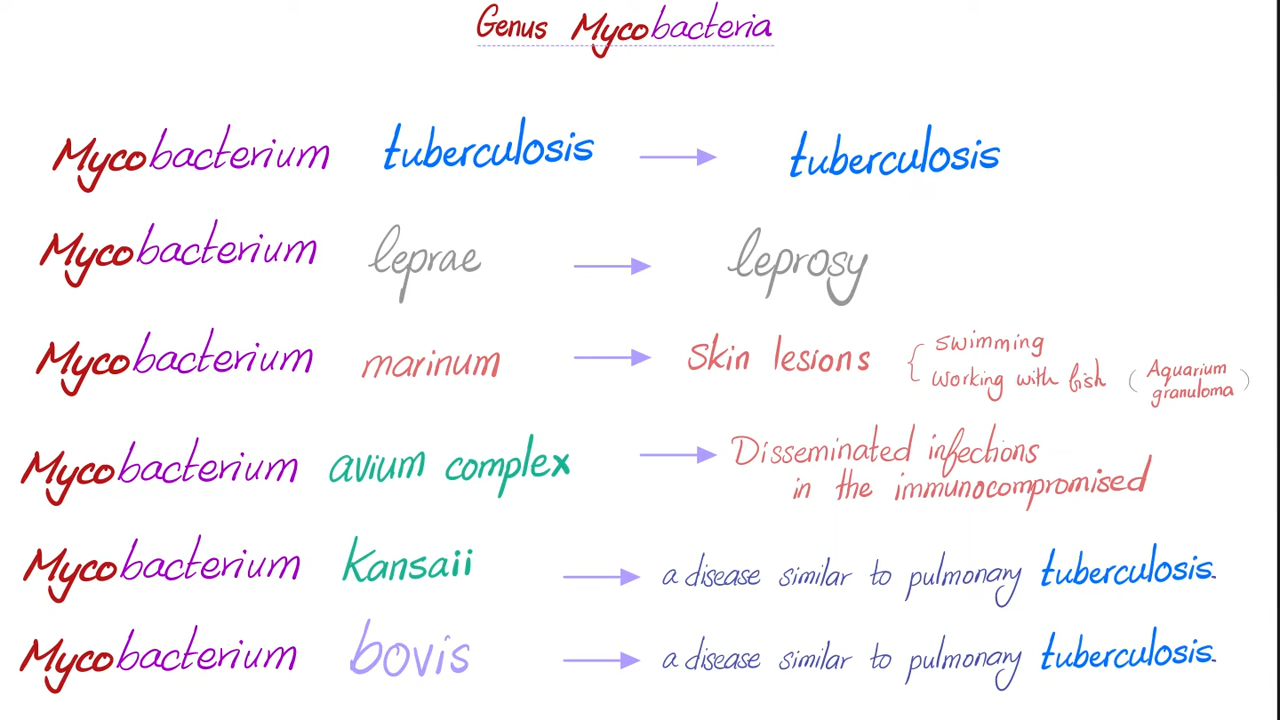 Genus Mycobacteria
Mycobacterium tuberculosis → tuberculosis
Mycobacterium leprae → leprosy
Mycobacterium marinum → Skin lesions { swimming
working with fish (Aquarium granuloma)
Mycobacterium avium complex → Disseminated infections
in the immunocompromised
Mycobacterium Kansaii → a disease similar to pulmonary tuberculosis.
Mycobacterium bovis → a disease similar to pulmonary tuberculosis.